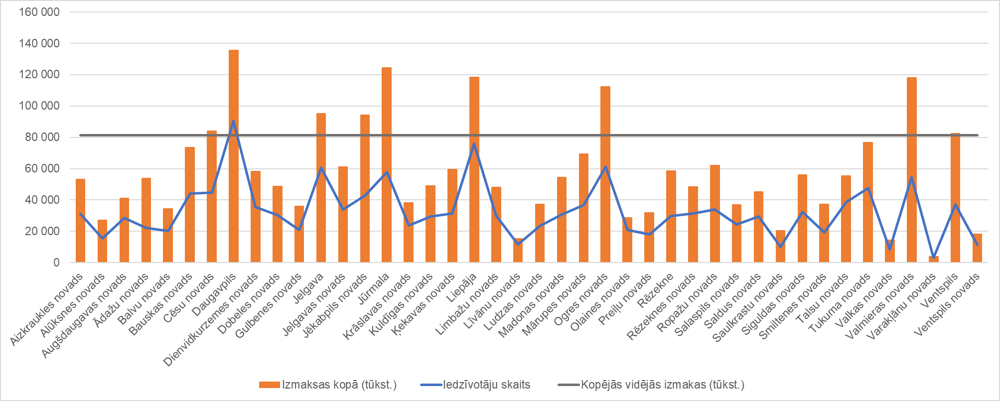 160 000
140 000
120 000
100 000
80 000
60 000
40 000
20 000
0
Aizkraukles novads
Alūksnes novads
Augšdaugavas novads
Ādažu novads
Balvu novads
Bauskas novads
Cēsu novads
Daugavpils
Dienvidkurzemes novads
Dobeles novads
Gulbenes novads
Jelgava
Jelgavas novads
Jēkabpils novads
Jūrmala
Krāslavas novads
Kuldīgas novads
Ķekavas novads
Liepāja
Limbažu novads
Līvānu novads
Ludzas novads
Madonas novads
Mārupes novads
Ogres novads
Olaines novads
Preiļu novads
Rēzekne
Rēzeknes novads
Ropažu novads
Salaspils novads
Saldus novads
Saulkrastu novads
Siguldas novads
Smiltenes novads
Talsu novads
Tukuma novads
Valkas novads
Valmieras novads
Varakļānu novads
Ventspils
Ventspils novads
Izmaksas kopā (tūkst.)
Iedzīvotāju skaits
Kopējās vidējās izmakas (tūkst.)